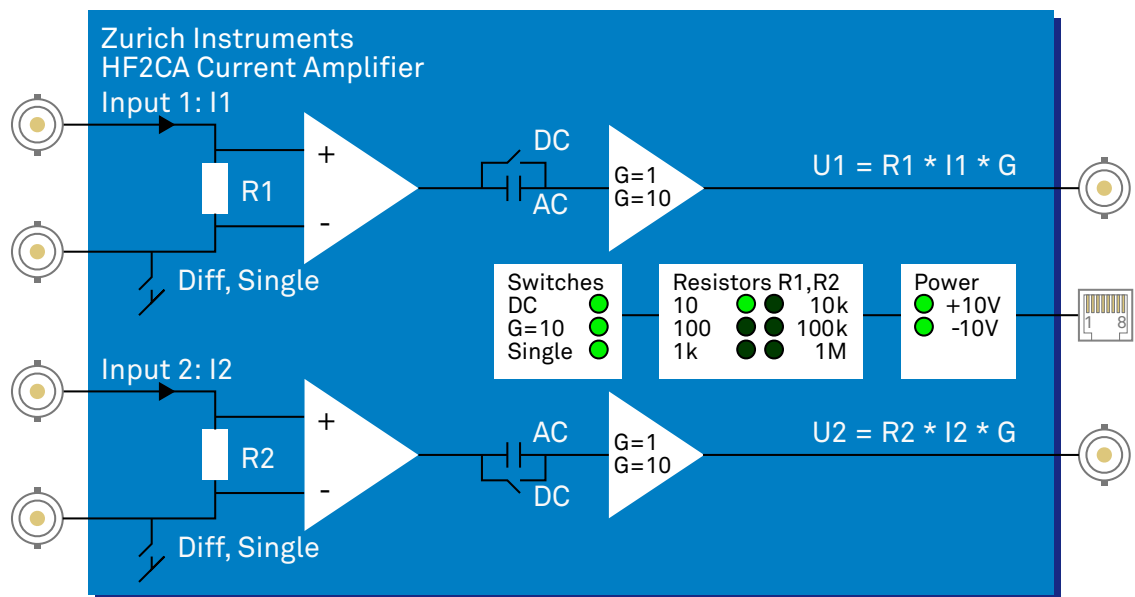 Zurich Instruments
HF2CA Current Amplifier
Input 1: I1
+
-
R1
Diff, Single
DC
AC
G=1
G=10
U1 = R1 * I1 * G
Switches
DC
G=10
Single
Resistors R1,R2
10 10k
100 100k
1k 1M
Power
+10V
-10V
1 8
Input 2: I2
+
-
R2
Diff, Single
AC
DC
G=1
G=10
U2 = R2 * I2 * G